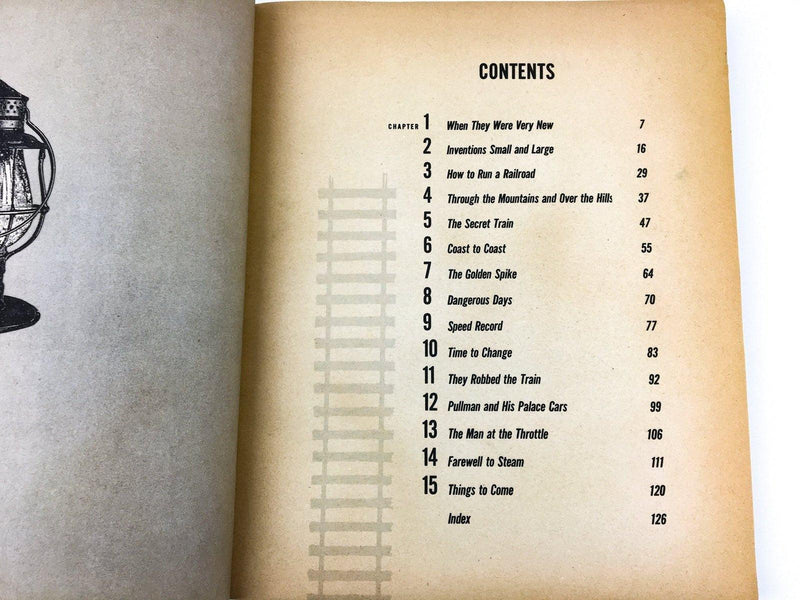 CONTENTS
CHAPTER 1 When They Were Very New 7
2 Inventions Small and Large 16
3 How to Run a Railroad 29
4 Through the Mountains and Over the Hills 37
5 The Secret Train 47
6 Coast to Coast 55
7 The Golden Spike 64
8 Dangerous Days 70
9 Speed Record 77
10 Time to Change 83
11 They Robbed the Train 92
12 Pullman and His Palace Cars 99
13 The Man at the Throttle 106
14 Farewell to Steam 111
15 Things to Come 120
Index 126